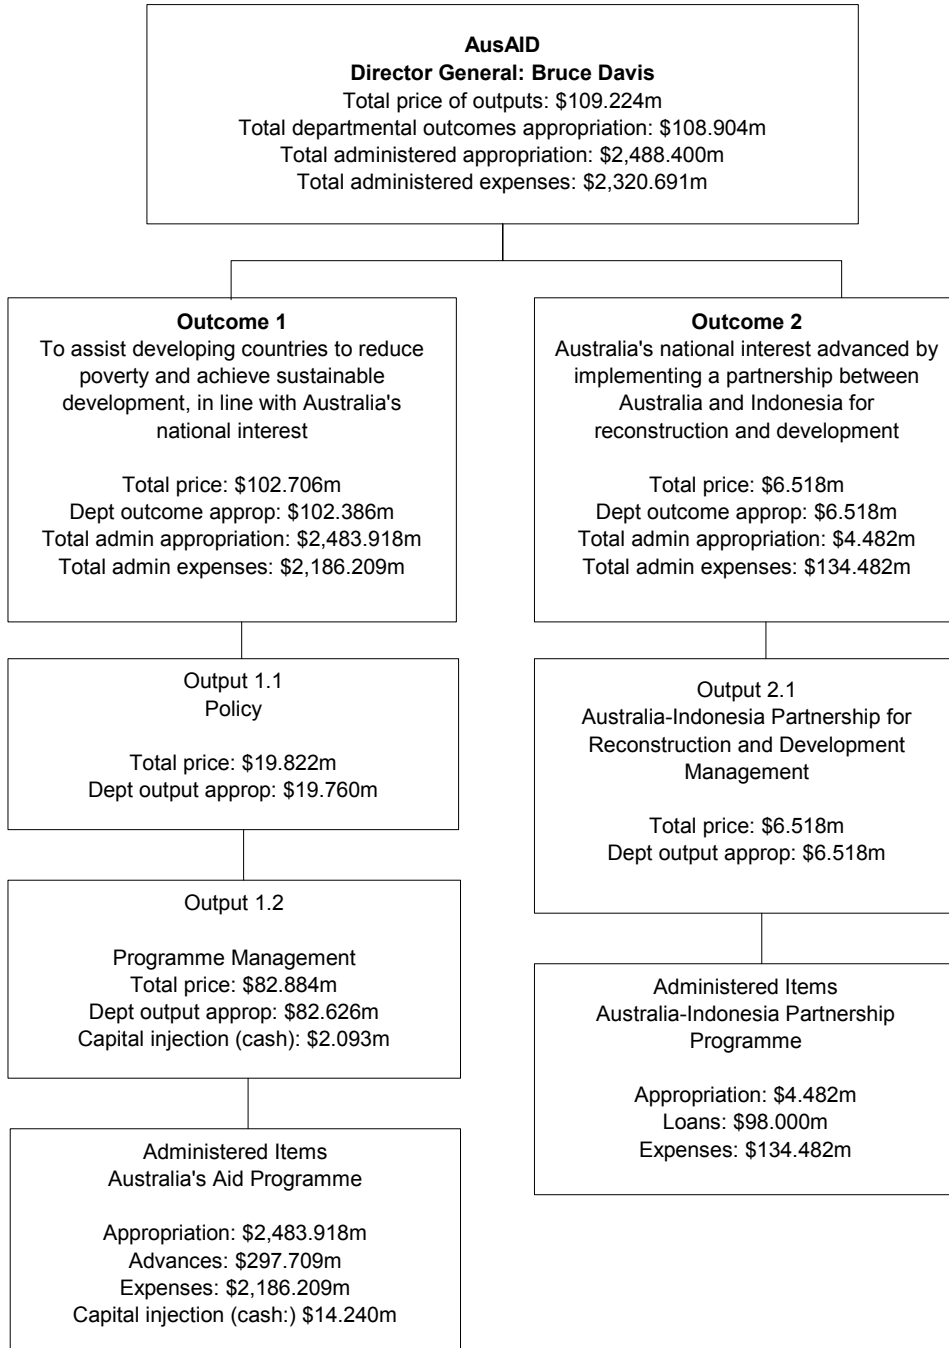 AusAID
Director General: Bruce Davis
Total price of outputs: $109.224m
Total departmental outcomes appropriation: $108.904m
Total administered appropriation: $2,488.400m
Total administered expenses: $2,320.691m
Outcome 1
To assist developing countries to reduce
poverty and achieve sustainable
development, in line with Australia's
national interest
Total price: $102.706m
Dept outcome approp: $102.386m
Total admin appropriation: $2,483.918m
Total admin expenses: $2,186.209m
Output 1.1
Policy
Total price: $19.822m
Dept output approp: $19.760m
Output 1.2
Programme Management
Total price: $82.884m
Dept output approp: $82.626m
Capital injection (cash): $2.093m
Administered Items
Australia's Aid Programme
Appropriation: $2,483.918m
Advances: $297.709m
Expenses: $2,186.209m
Capital injection (cash:) $14.240m
Outcome 2
Australia's national interest advanced by
implementing a partnership between
Australia and Indonesia for
reconstruction and development
Total price: $6.518m
Dept outcome approp: $6.518m
Total admin appropriation: $4.482m
Total admin expenses: $134.482m
Output 2.1
Australia-Indonesia Partnership for
Reconstruction and Development
Management
Total price: $6.518m
Dept output approp: $6.518m
Administered Items
Australia-Indonesia Partnership
Programme
Appropriation: $4.482m
Loans: $98.000m
Expenses: $134.482m